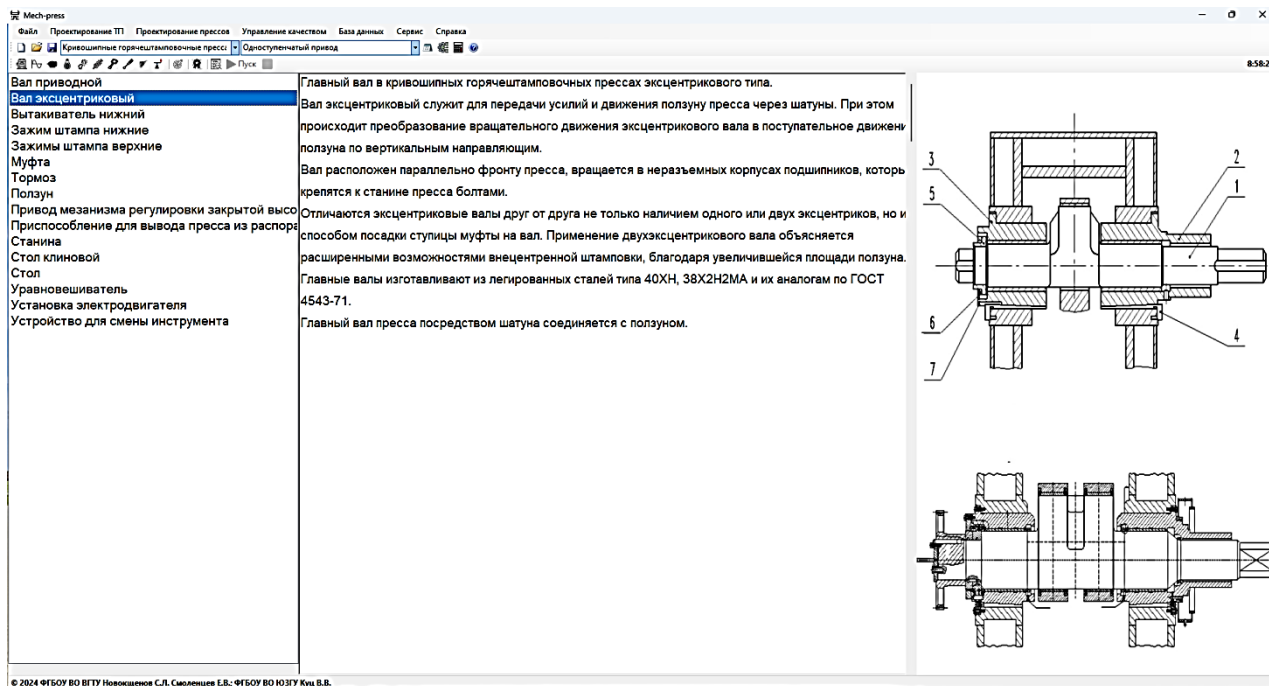 Mech-press
Файл Проектирование ТП Проектирование прессов Управление качеством База данных Сервис Справка
Кривошипные горячештамповочные пресс Одноступенчатый привод
Пуск
8:58:2
Вал приводной
Вал эксцентриковый
Вытакиватель нижний
Зажим штампа нижние
Зажимы штампа верхние
Муфта
Тормоз
Ползун
Привод мезанизма регулировки закрытой высо
Приспособление для вывода пресса из распора
Станина
Стол клиновой
Стол
Уравновешиватель
Установка электродвигателя
Устройство для смены инструмента
Главный вал в кривошипных горячештамповочных прессах эксцентрикового типа.
Вал эксцентриковый служит для передачи усилий и движения ползуну пресса через шатуны. При этом
происходит преобразование вращательного движения эксцентрикового вала в поступательное движени
ползуна по вертикальным направляющим.
Вал расположен параллельно фронту пресса, вращается в неразъемных корпусах подшипников, которы
крепятся к станине пресса болтами.
Отличаются эксцентриковые валы друг от друга не только наличием одного или двух эксцентриков, но и
способом посадки ступицы муфты на вал. Применение двухэксцентрикового вала объясняется
расширенными возможностями внецентренной штамповки, благодаря увеличившейся площади ползуна.
Главные валы изготавливают из легированных сталей типа 40ХН, 38Х2Н2МА и их аналогам по ГОСТ
4543-71.
Главный вал пресса посредством шатуна соединяется с ползуном.
3
2
5
1
6
4
7
© 2024 ФГБОУ ВО ВГТУ Новокщенов С.Л. Смоленцев Е.В.; ФГБОУ ВО ЮЗГУ Куц В.В.